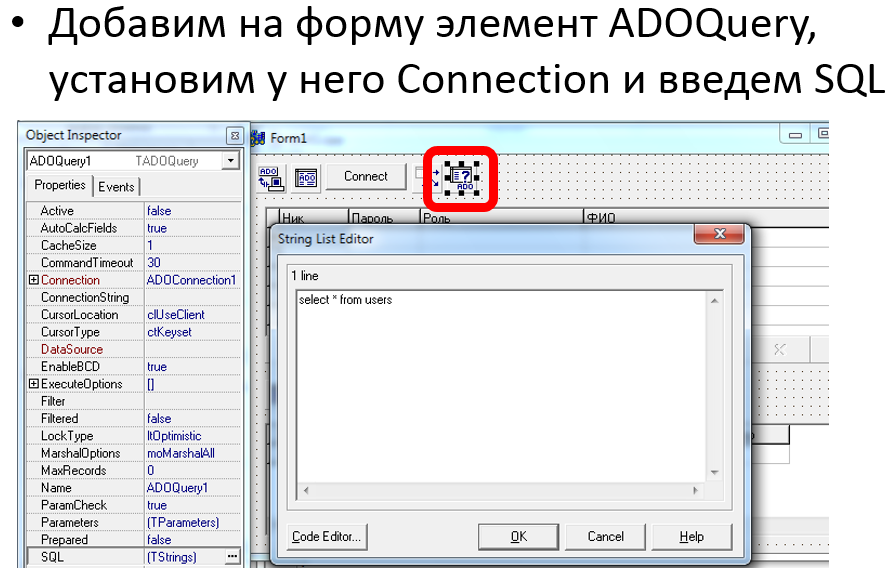 • Добавим на форму элемент ADOQuery,
установим у него Connection и введем SQL
Object Inspector
ADOQuery1 TADOQuery
Properties Events
Active false
AutoCalcFields true
CacheSize 1
CommandTimeout 30
Connection ADOConnection1
ConnectionString
CursorLocation clUseClient
CursorType ctKeyset
DataSource
EnableBCD true
ExecuteOptions []
Filter
Filtered false
LockType ltOptimistic
MarshalOptions moMarshalAll
MaxRecords 0
Name ADOQuery1
ParamCheck true
Parameters (TParameters)
Prepared false
SQL (TStrings) ...
Form1
ADO ADO Connect ADO
Ник Пароль Роль ФИО
String List Editor
1 line
select * from users
Code Editor... OK Cancel Help